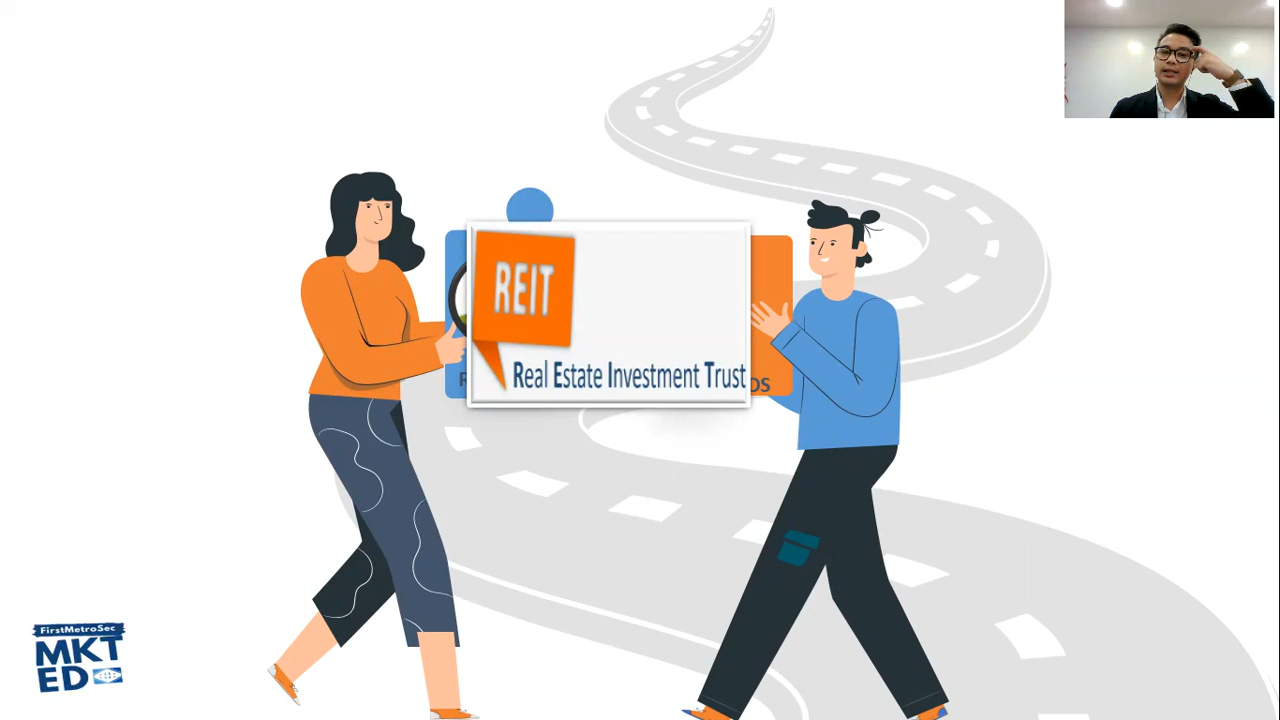 REIT
Real Estate Investment Trust
FirstMetroSec
MKT
ED